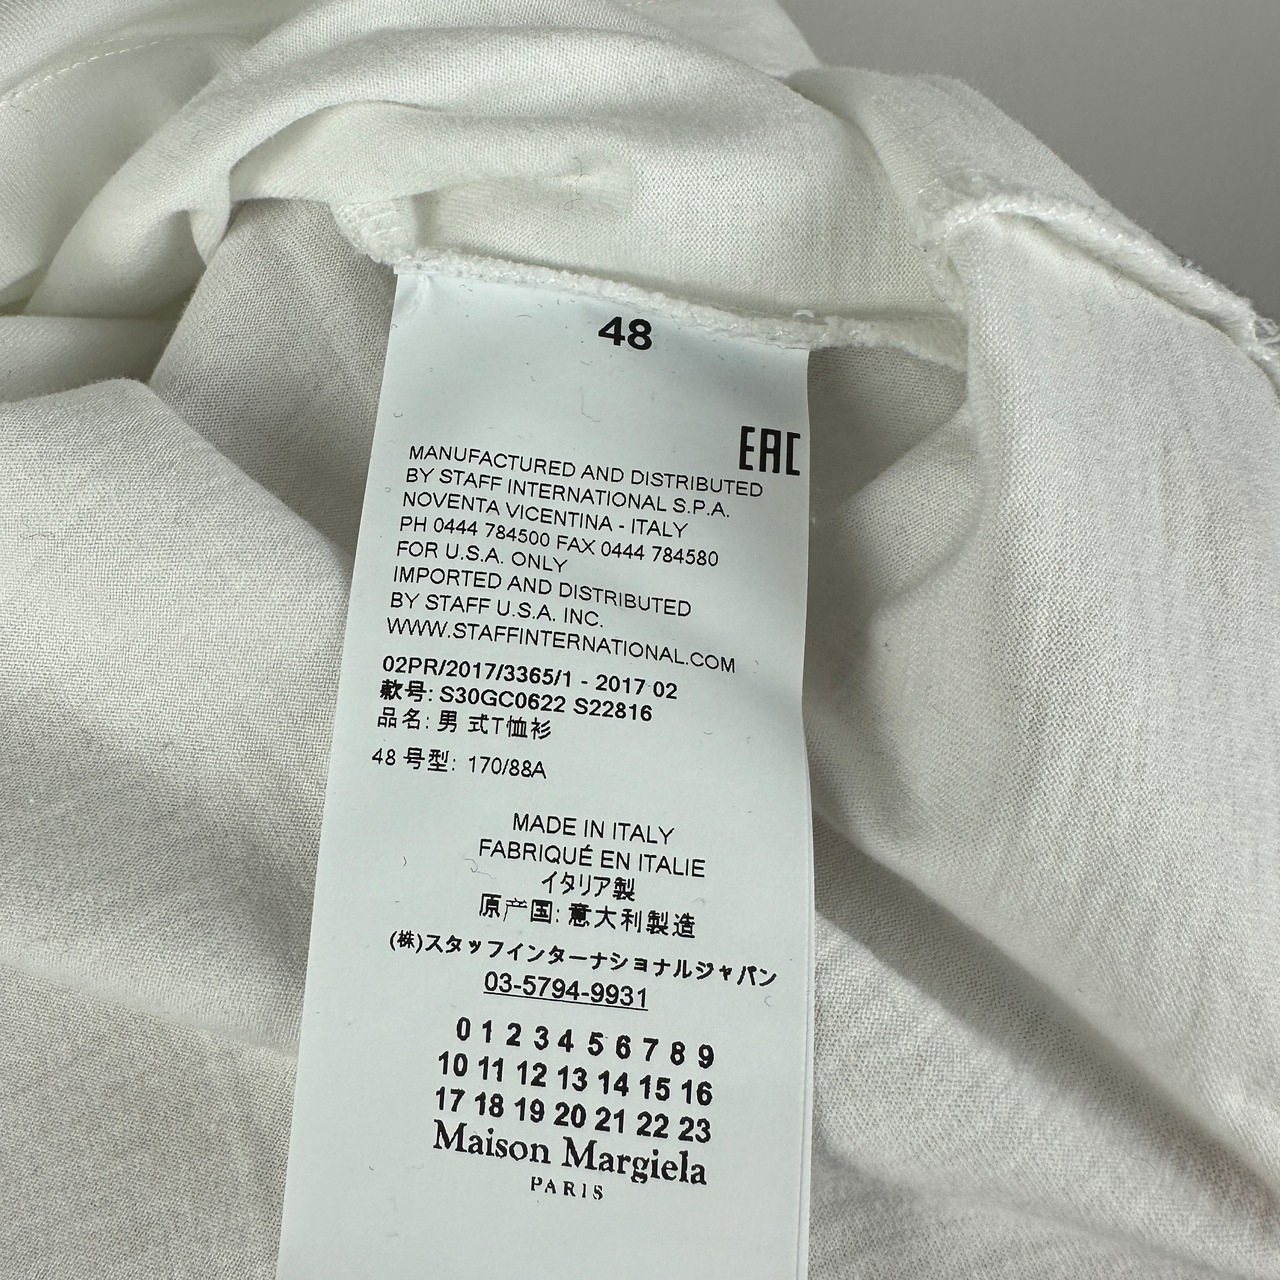 48
EAC
MANUFACTURED AND DISTRIBUTED
BY STAFF INTERNATIONAL S.P.A.
NOVENTA VICENTINA - ITALY
PH 0444 784500 FAX 0444 784580
FOR U.S.A. ONLY
IMPORTED AND DISTRIBUTED
BY STAFF U.S.A. INC.
WWW.STAFFINTERNATIONAL.COM
02PR/2017/3365/1 - 2017 02
款号: S30GC0622 S22816
品名: 男 式T恤衫
48 号型: 170/88A
MADE IN ITALY
FABRIQUÉ EN ITALIE
イタリア製
原产国: 意大利製造
(株)スタッフインターナショナルジャパン
03-5794-9931
0 1 2 3 4 5 6 7 8 9
10 11 12 13 14 15 16
17 18 19 20 21 22 23
Maison Margiela
PARIS